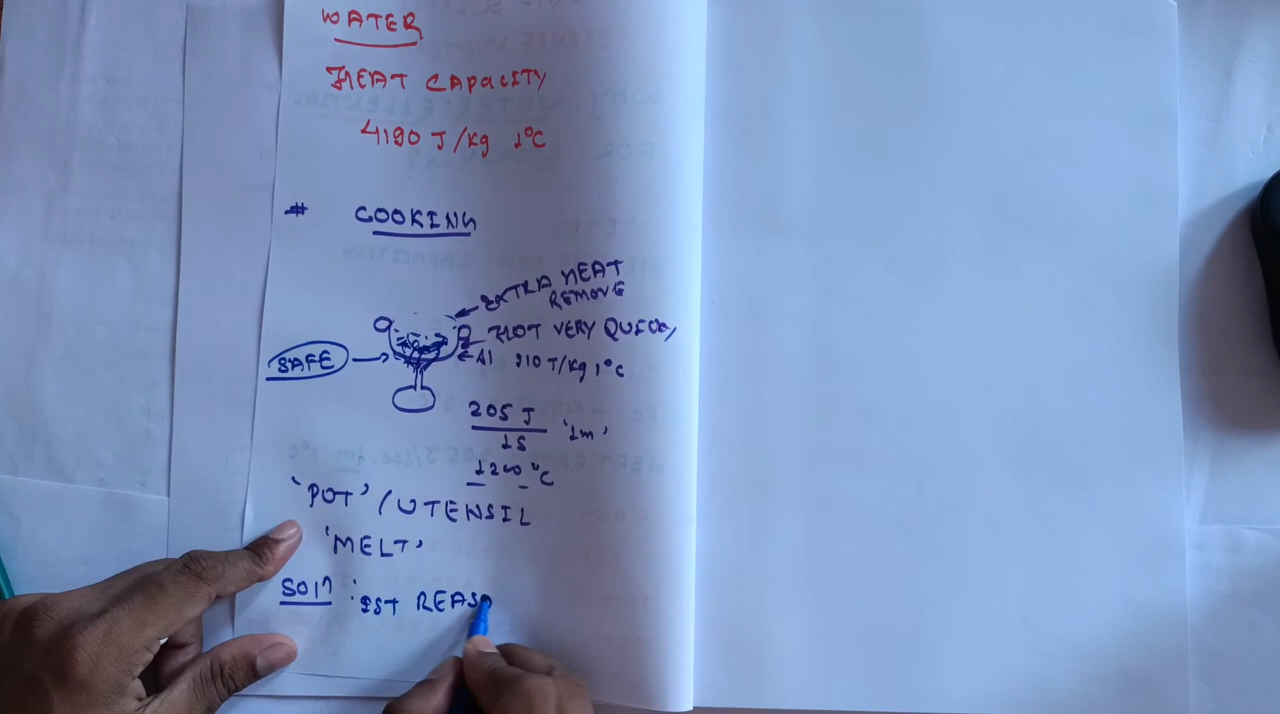 WATER
HEAT CAPACITY
4190 J/Kg 1°C
# COOKING
EXTRA HEAT
REMOVE
HOT VERY QUICKLY
SAFE
Al 910 J/Kg 1°C
205 J
1S
'1m'
1200°C
'POT' / UTENSIL
'MELT'
SOl^n : 1ST REASO